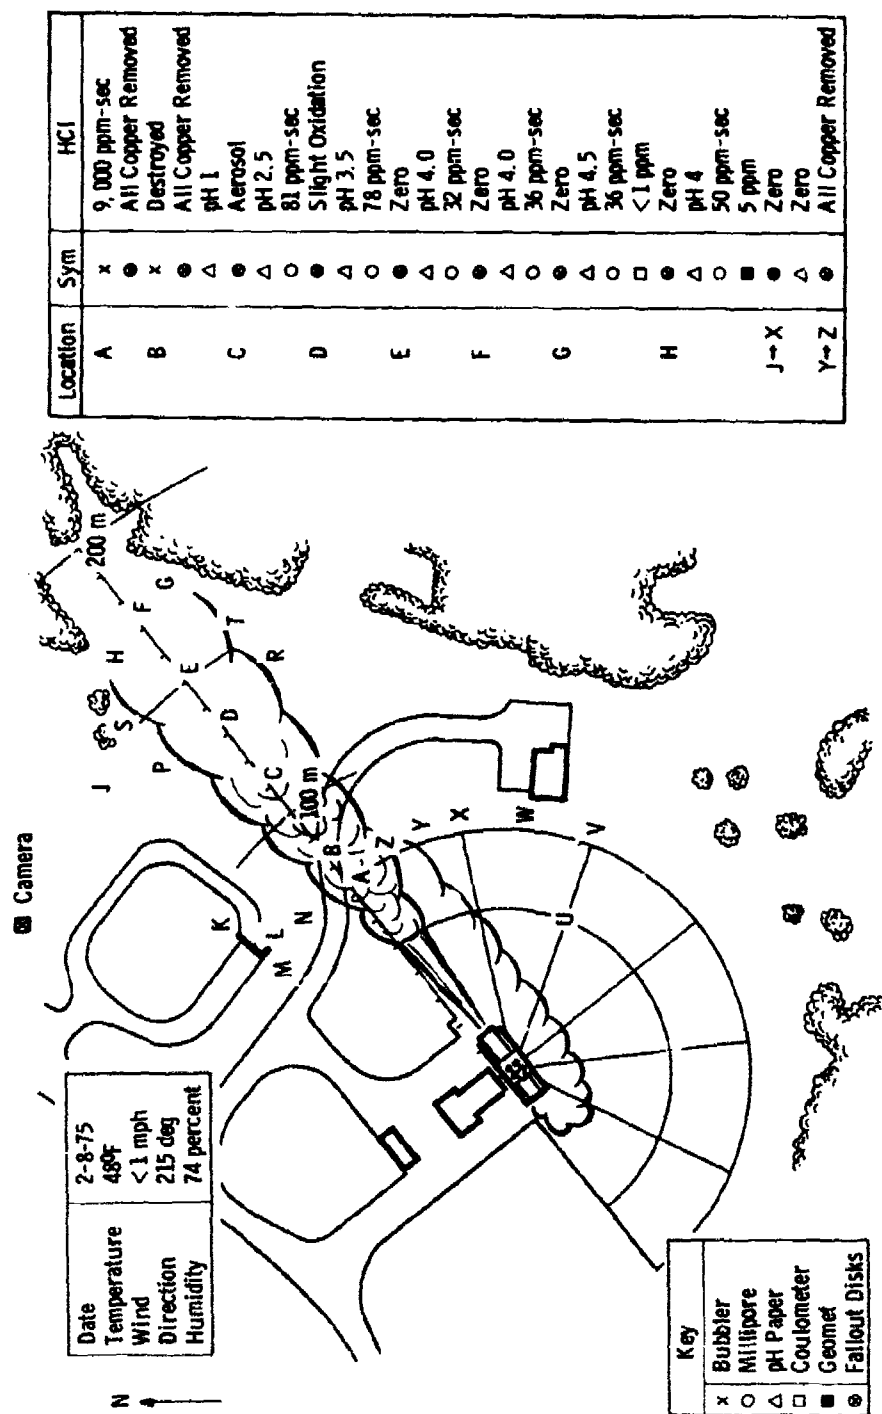 N
Date 2-8-75
Temperature 48°F
Wind < 1 mph
Direction 215 deg
Humidity 74 percent
Camera
K
L
M
N
J
S
H
P
200 m
F
G
E
T
D
R
C
100 m
B
A
Z
Y
X
W
V
U
Key
x Bubbler
○ Millipore
△ pH Paper
□ Coulometer
■ Geomet
⊗ Fallout Disks
Location Sym HCl
A x 9,000 ppm-sec
● All Copper Removed
B x Destroyed
⊗ All Copper Removed
△ pH 1
C ● Aerosol
△ pH 2.5
○ 81 ppm-sec
D ● Slight Oxidation
△ pH 3.5
○ 78 ppm-sec
E ● Zero
△ pH 4.0
○ 32 ppm-sec
F ● Zero
△ pH 4.0
○ 36 ppm-sec
G ⊗ Zero
△ pH 4.5
○ 36 ppm-sec
□ <1 ppm
H ● Zero
△ pH 4
○ 50 ppm-sec
■ 5 ppm
J→X ● Zero
△ Zero
Y→Z ⊗ All Copper Removed